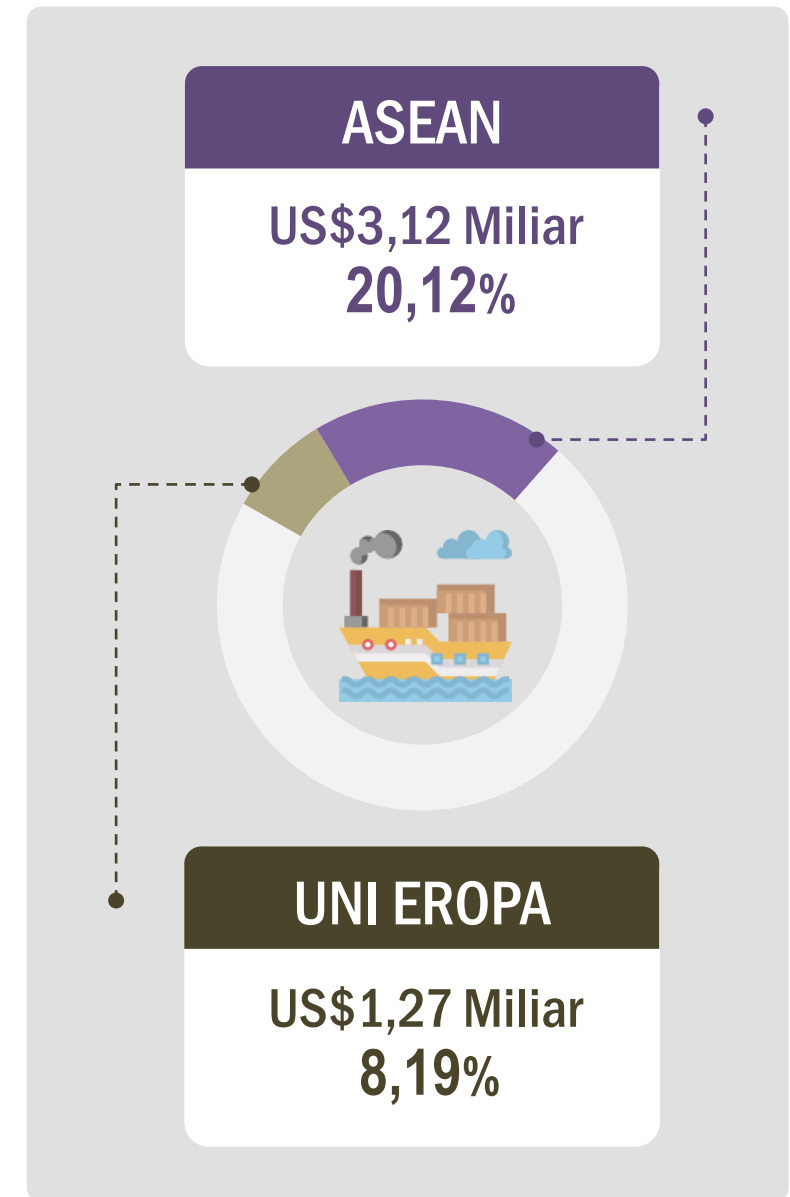 ASEAN
US$3,12 Miliar
20,12%
UNI EROPA
US$1,27 Miliar
8,19%